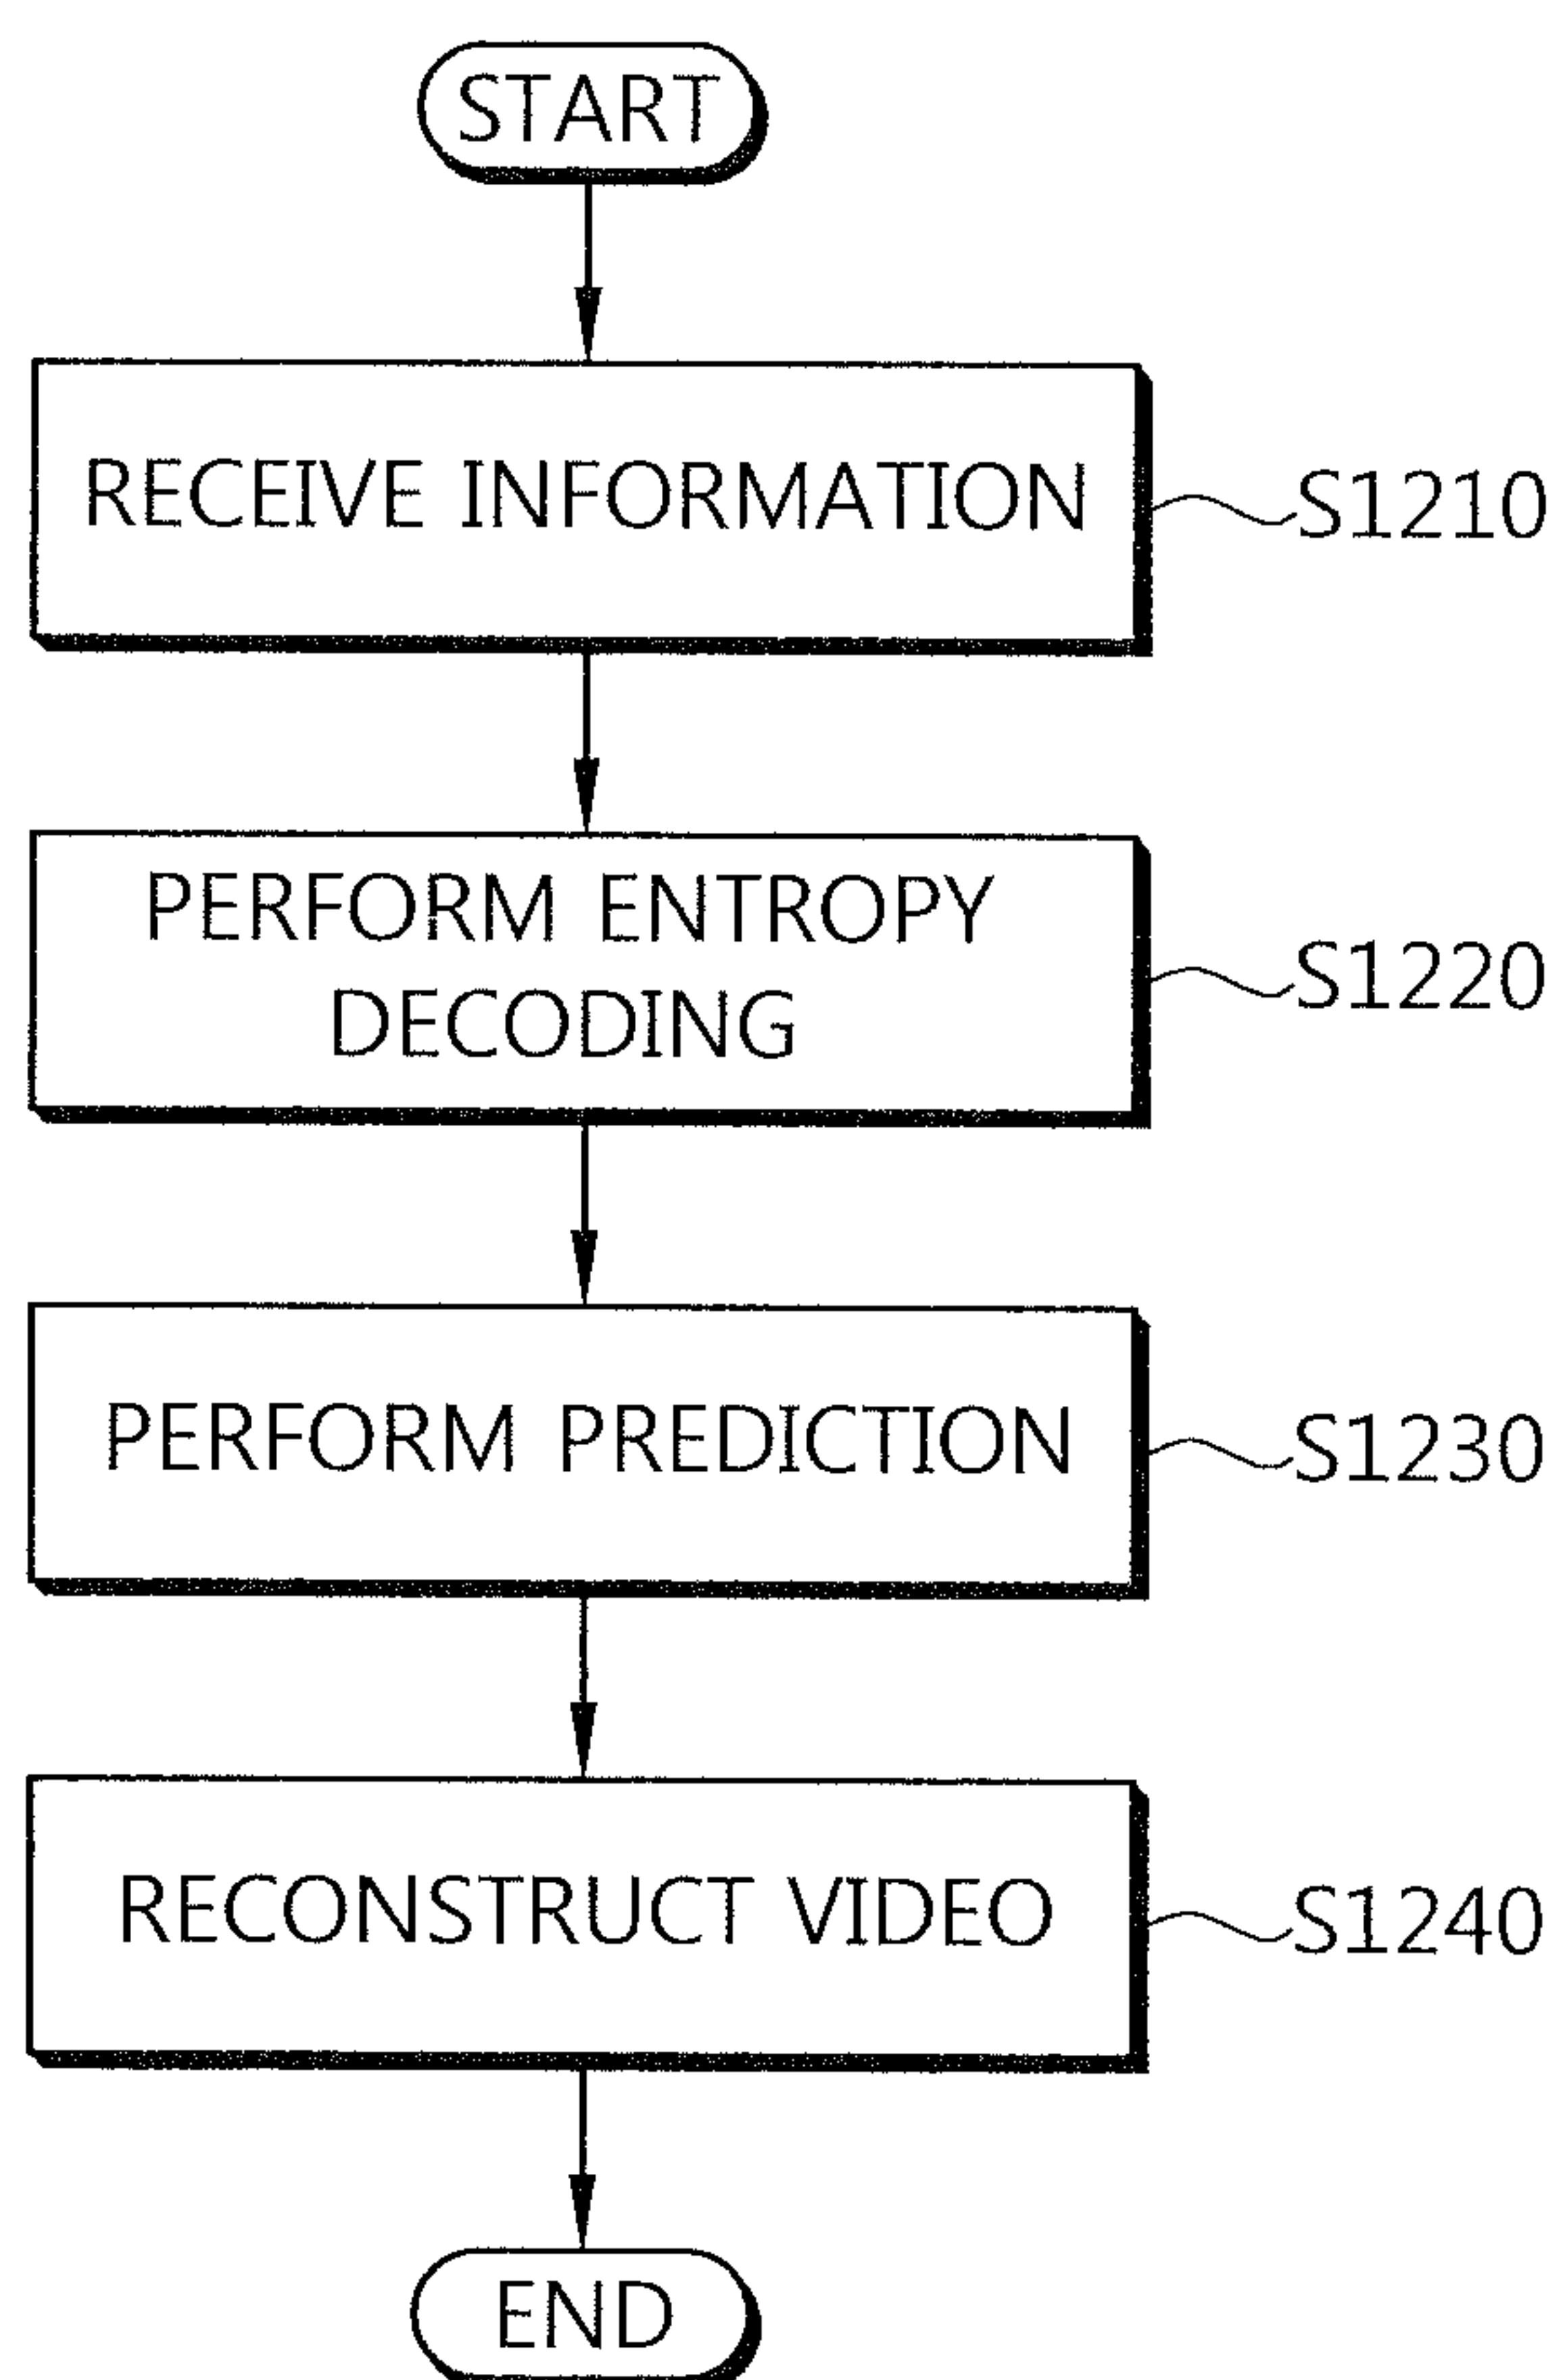 START
RECEIVE INFORMATION
S1210
PERFORM ENTROPY
DECODING
S1220
PERFORM PREDICTION
S1230
RECONSTRUCT VIDEO
S1240
END